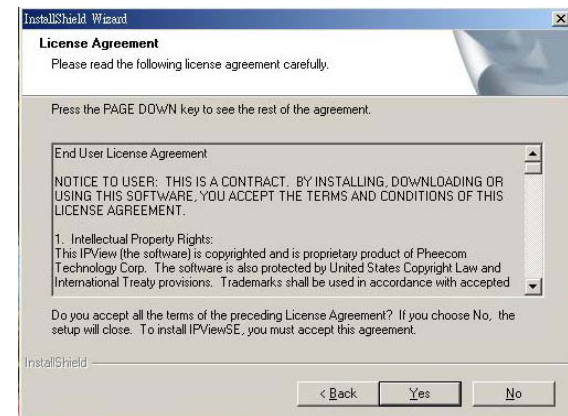 InstallShield Wizard
License Agreement
Please read the following license agreement carefully.
Press the PAGE DOWN key to see the rest of the agreement.
End User License Agreement
NOTICE TO USER: THIS IS A CONTRACT. BY INSTALLING, DOWNLOADING OR
USING THIS SOFTWARE, YOU ACCEPT THE TERMS AND CONDITIONS OF THIS
LICENSE AGREEMENT.
1. Intellectual Property Rights:
This IPView (the software) is copyrighted and is proprietary product of Pheecom
Technology Corp. The software is also protected by United States Copyright Law and
International Treaty provisions. Trademarks shall be used in accordance with accepted
Do you accept all the terms of the preceding License Agreement? If you choose No, the
setup will close. To install IPViewSE, you must accept this agreement.
InstallShield
< Back Yes No